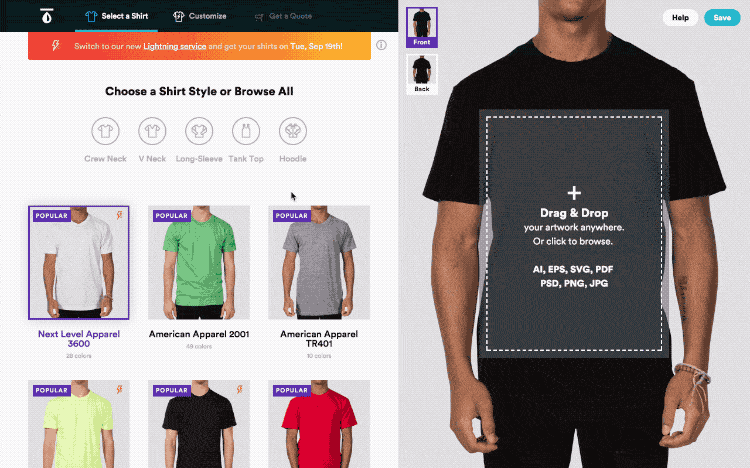 Select a Shirt
Customize
Get a Quote
Switch to our new Lightning service and get your shirts on Tue, Sep 19th!
Choose a Shirt Style or Browse All
Crew Neck
V Neck
Long-Sleeve
Tank Top
Hoodie
POPULAR
POPULAR
POPULAR
Next Level Apparel
3600
28 colors
American Apparel 2001
49 colors
American Apparel
TR401
10 colors
POPULAR
POPULAR
POPULAR
Front
Back
Help
Save
Drag & Drop
your artwork anywhere.
Or click to browse.
AI, EPS, SVG, PDF
PSD, PNG, JPG